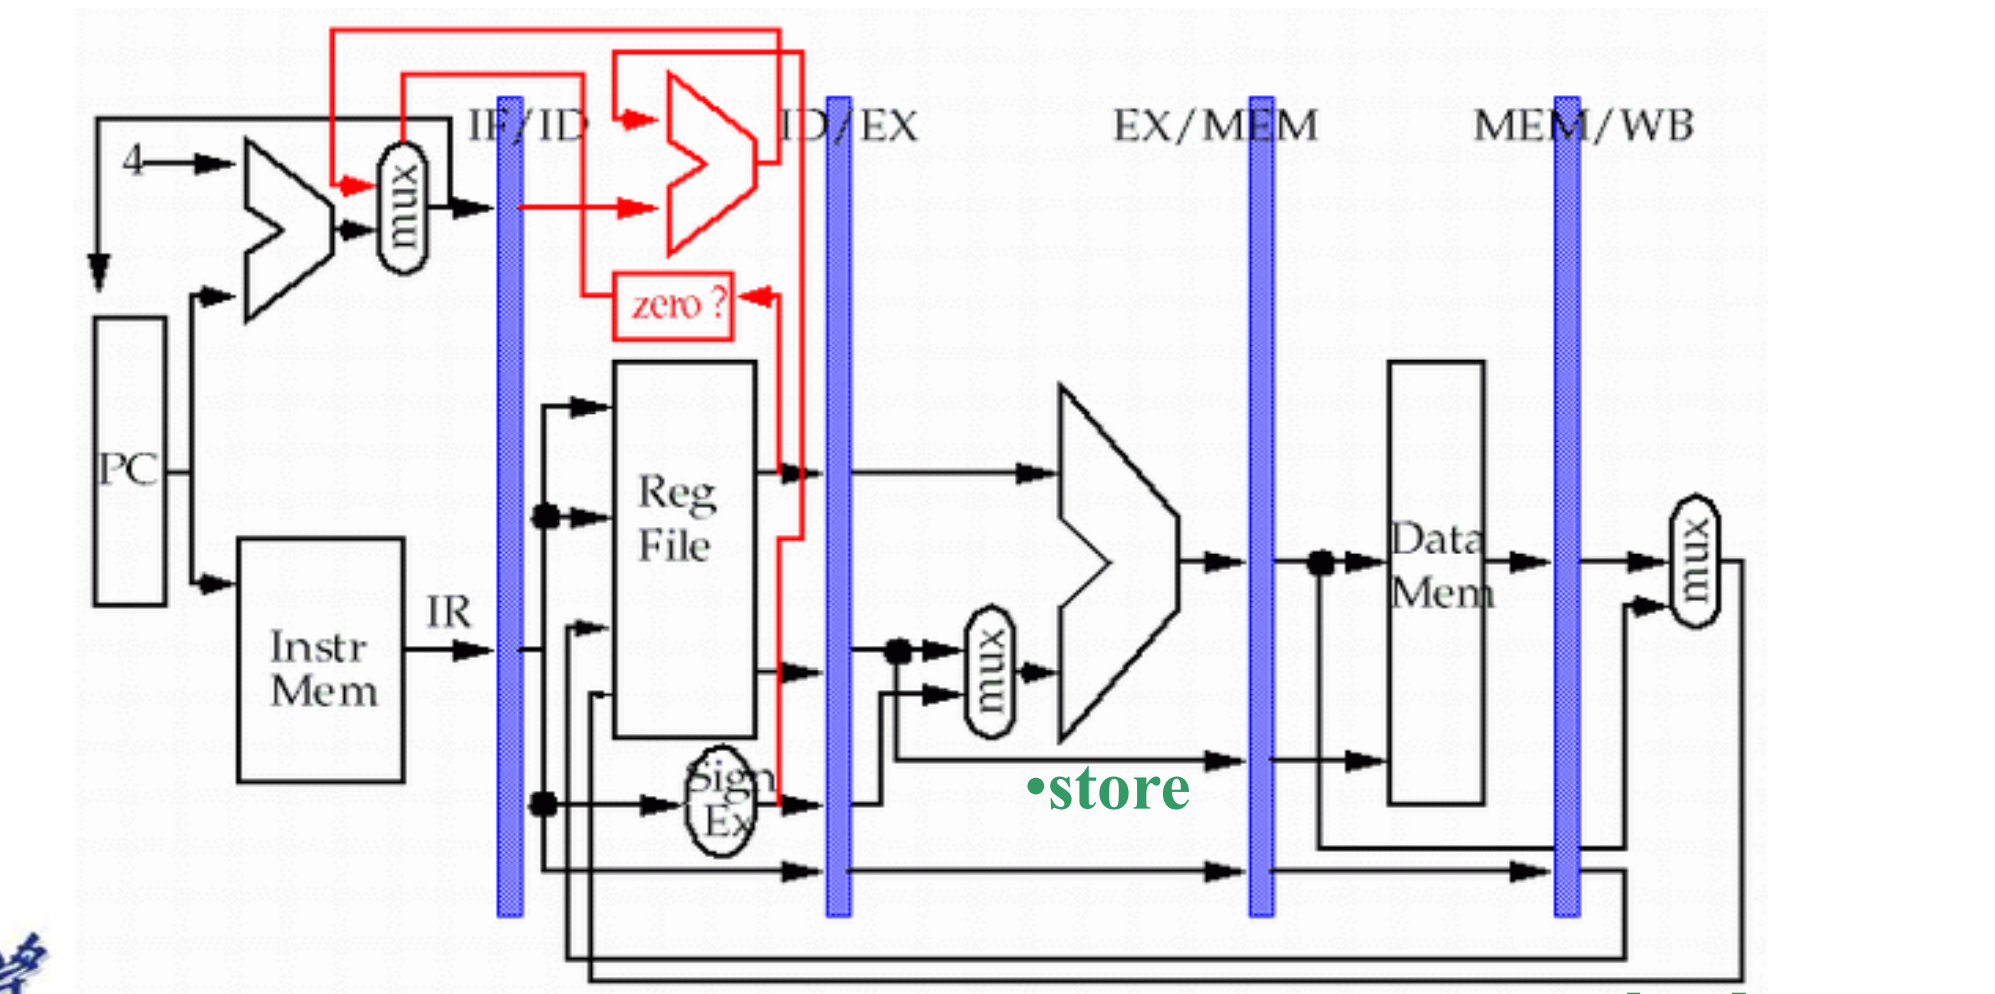 IF/ID
ID/EX
EX/MEM
MEM/WB
4
mux
zero ?
PC
Reg
File
IR
Instr
Mem
mux
Data
Mem
mux
Sign
Ex
•store